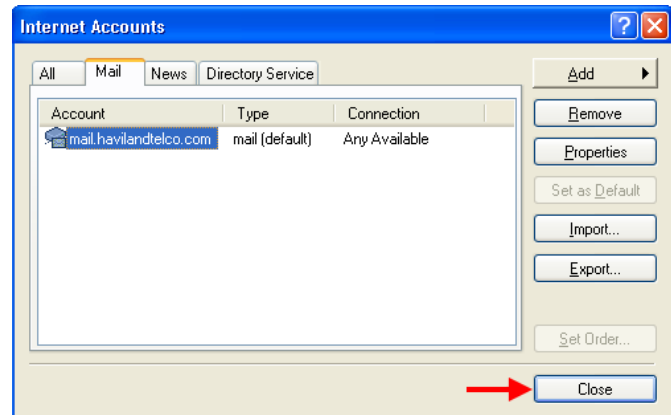 Internet Accounts
All Mail News Directory Service
Account Type Connection
mail.havilandtelco.com mail (default) Any Available
Add
Remove
Properties
Set as Default
Import...
Export...
Set Order...
Close